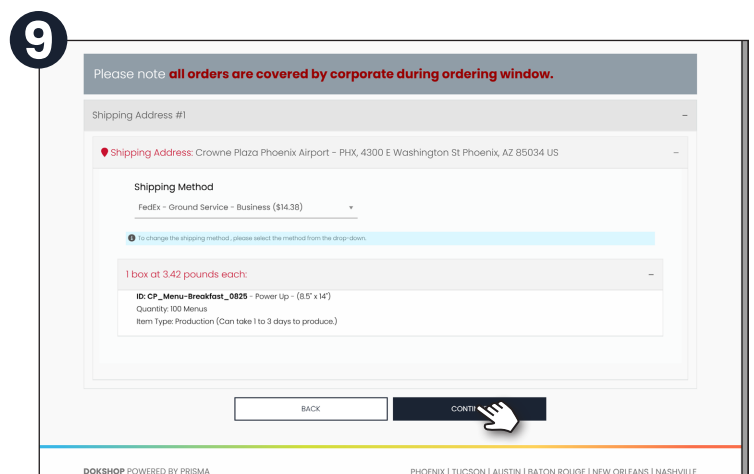 9
Please note all orders are covered by corporate during ordering window.
Shipping Address #1 –
Shipping Address: Crowne Plaza Phoenix Airport - PHX, 4300 E Washington St Phoenix, AZ 85034 US –
Shipping Method
FedEx - Ground Service - Business ($14.38)
To change the shipping method , please select the method from the drop-down.
1 box at 3.42 pounds each: –
ID: CP_Menu-Breakfast_0825 - Power Up - (8.5" x 14")
Quantity: 100 Menus
Item Type: Production (Can take 1 to 3 days to produce.)
BACK
DOKSHOP POWERED BY PRISMA
PHOENIX | TUCSON | AUSTIN | BATON ROUGE | NEW ORLEANS | NASHVILLE